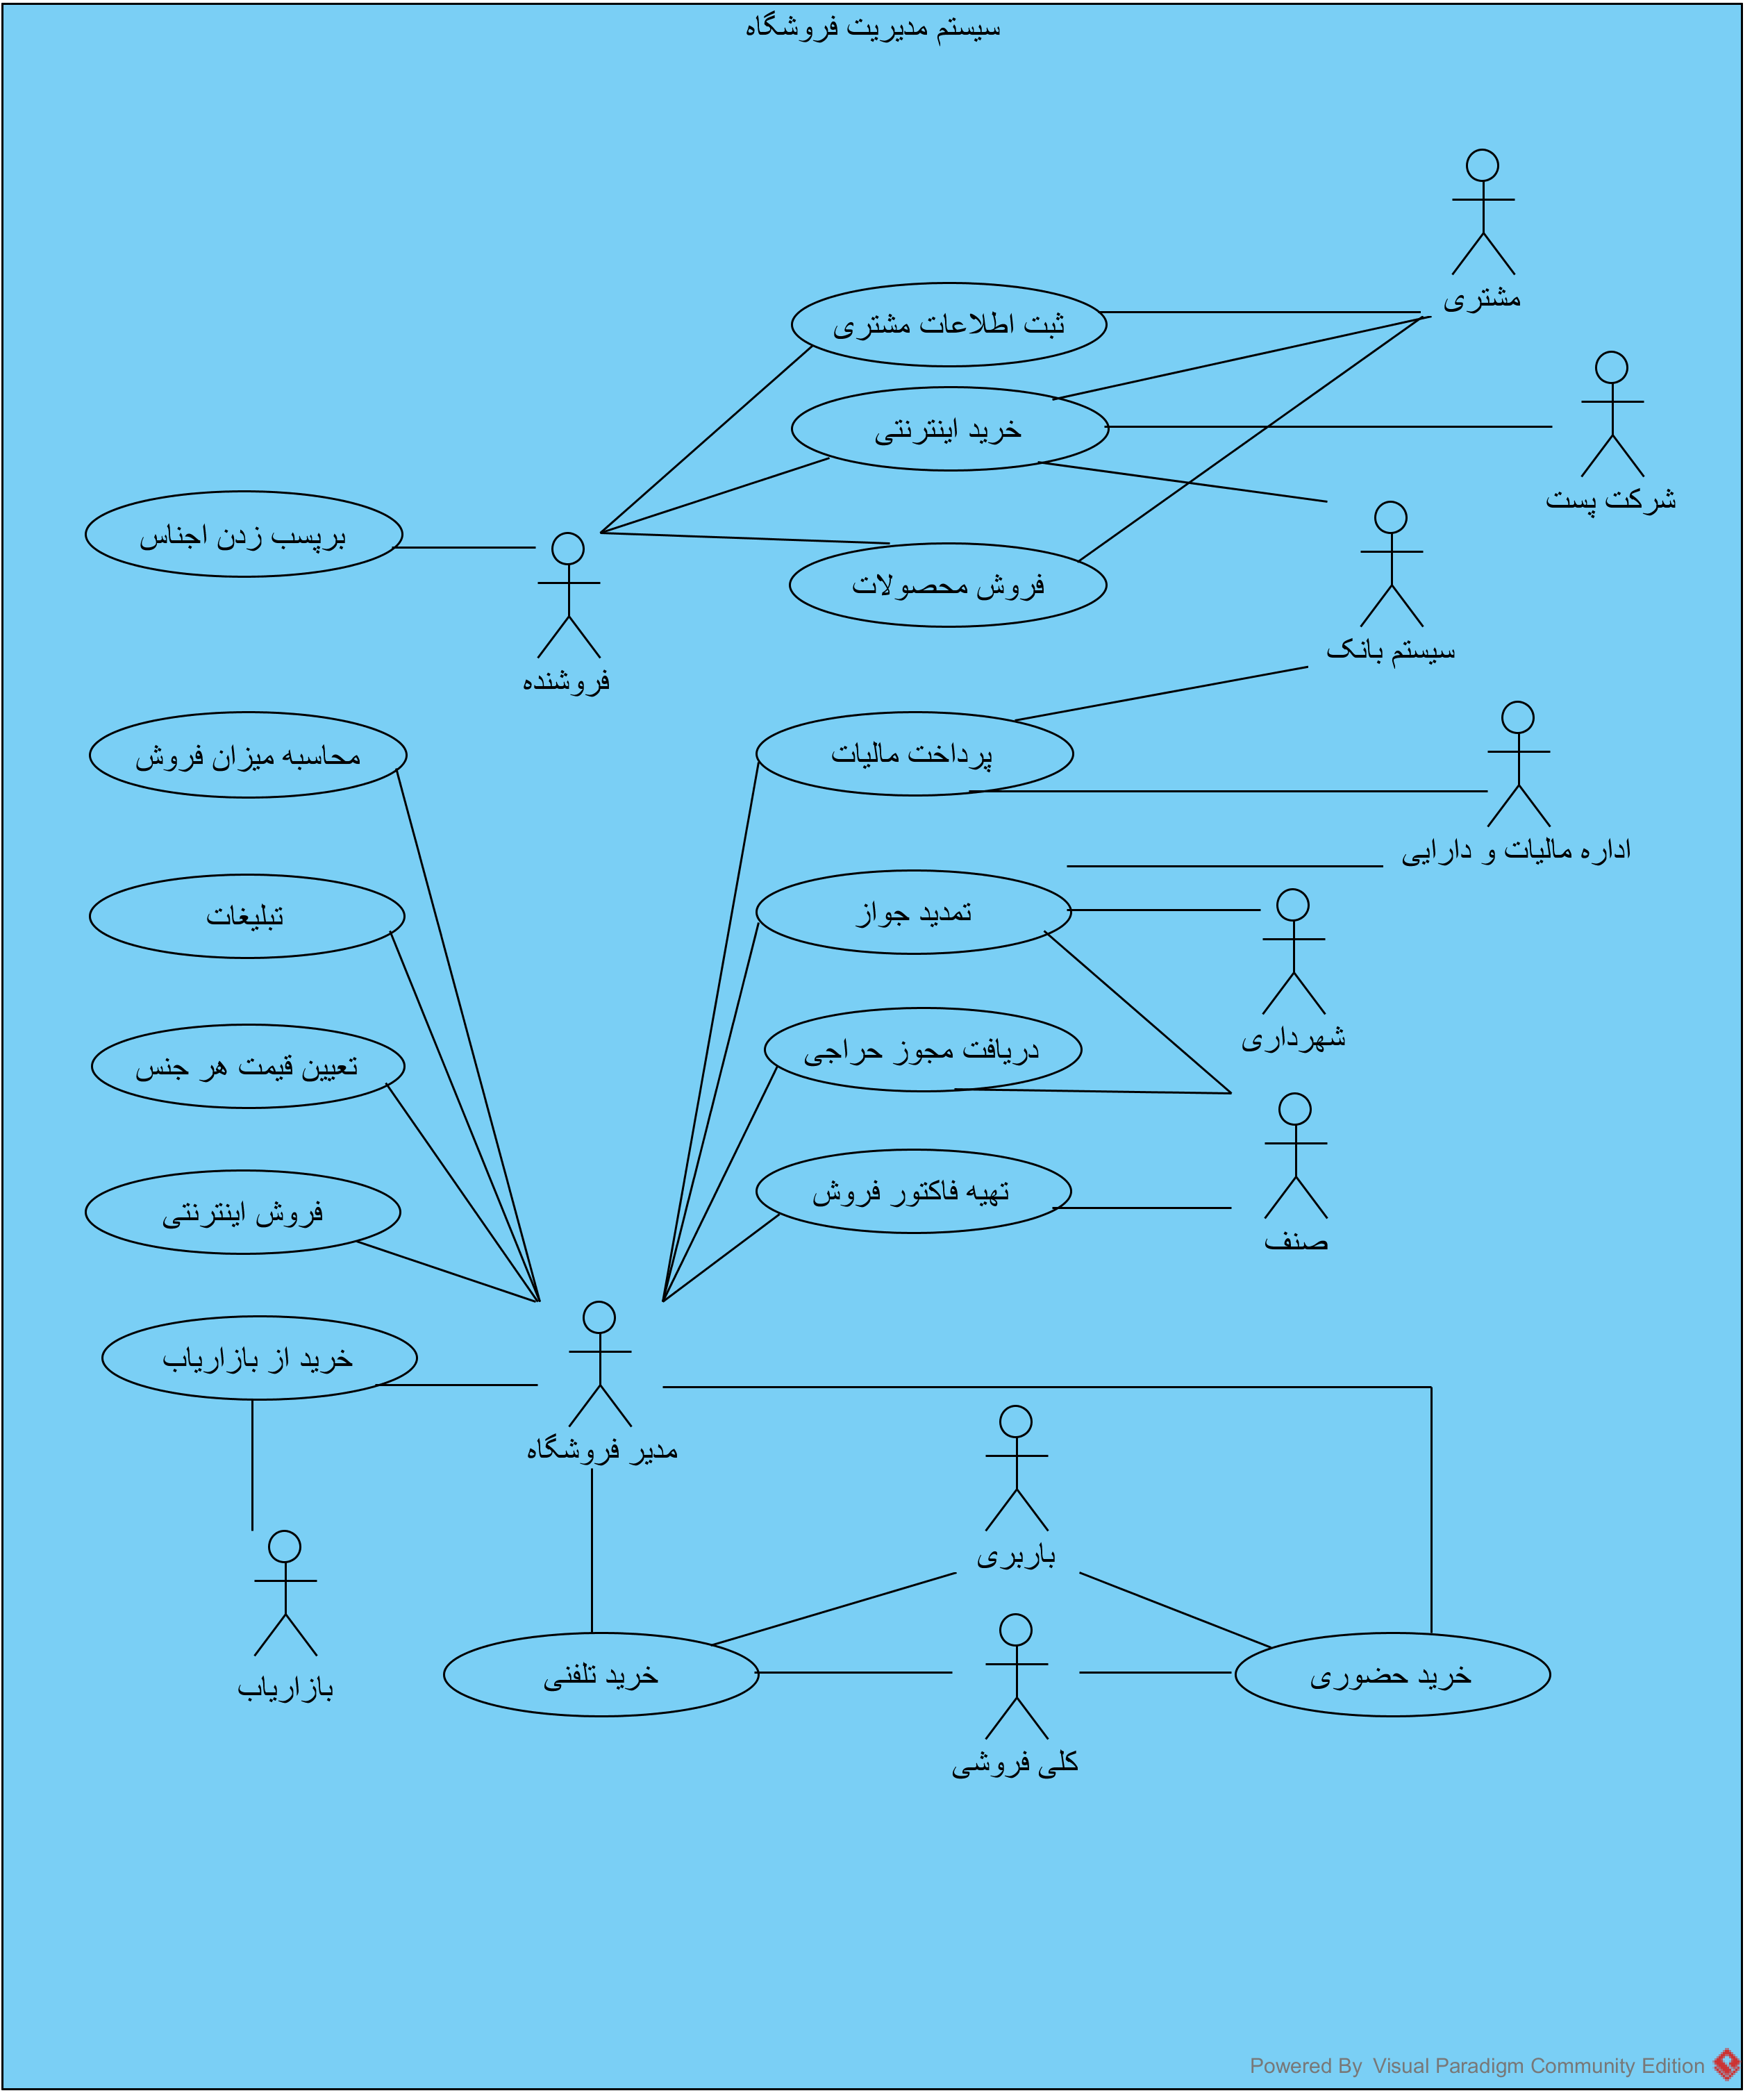 سیستم مدیریت فروشگاه
مشتری
ثبت اطلاعات مشتری
شرکت پست
خرید اینترنتی
سیستم بانک
برپسب زدن اجناس
فروش محصولات
فروشنده
اداره مالیات و دارایی
پرداخت مالیات
محاسبه میزان فروش
شهرداری
تمدید جواز
تبلیغات
دریافت مجوز حراجی
تعیین قیمت هر جنس
صنف
تهیه فاکتور فروش
فروش اینترنتی
خرید از بازاریاب
مدیر فروشگاه
باربری
بازاریاب
خرید حضوری
خرید تلفنی
کلی فروشی
Powered By Visual Paradigm Community Edition